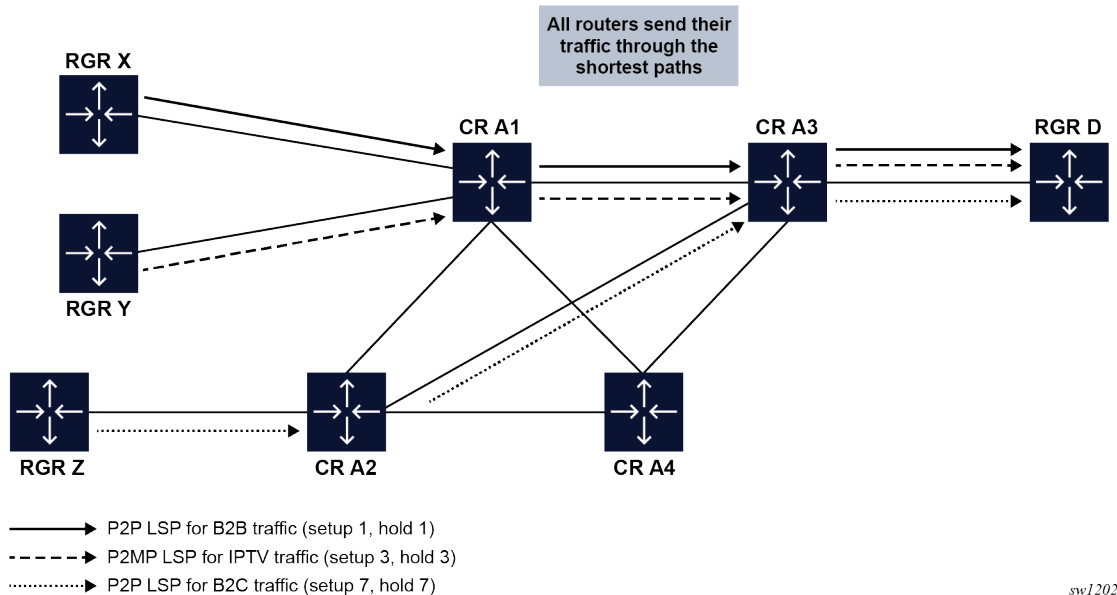 All routers send their
traffic through the
shortest paths
RGR X
CR A1
CR A3
RGR D
RGR Y
RGR Z
CR A2
CR A4
P2P LSP for B2B traffic (setup 1, hold 1)
P2MP LSP for IPTV traffic (setup 3, hold 3)
P2P LSP for B2C traffic (setup 7, hold 7)
sw1202